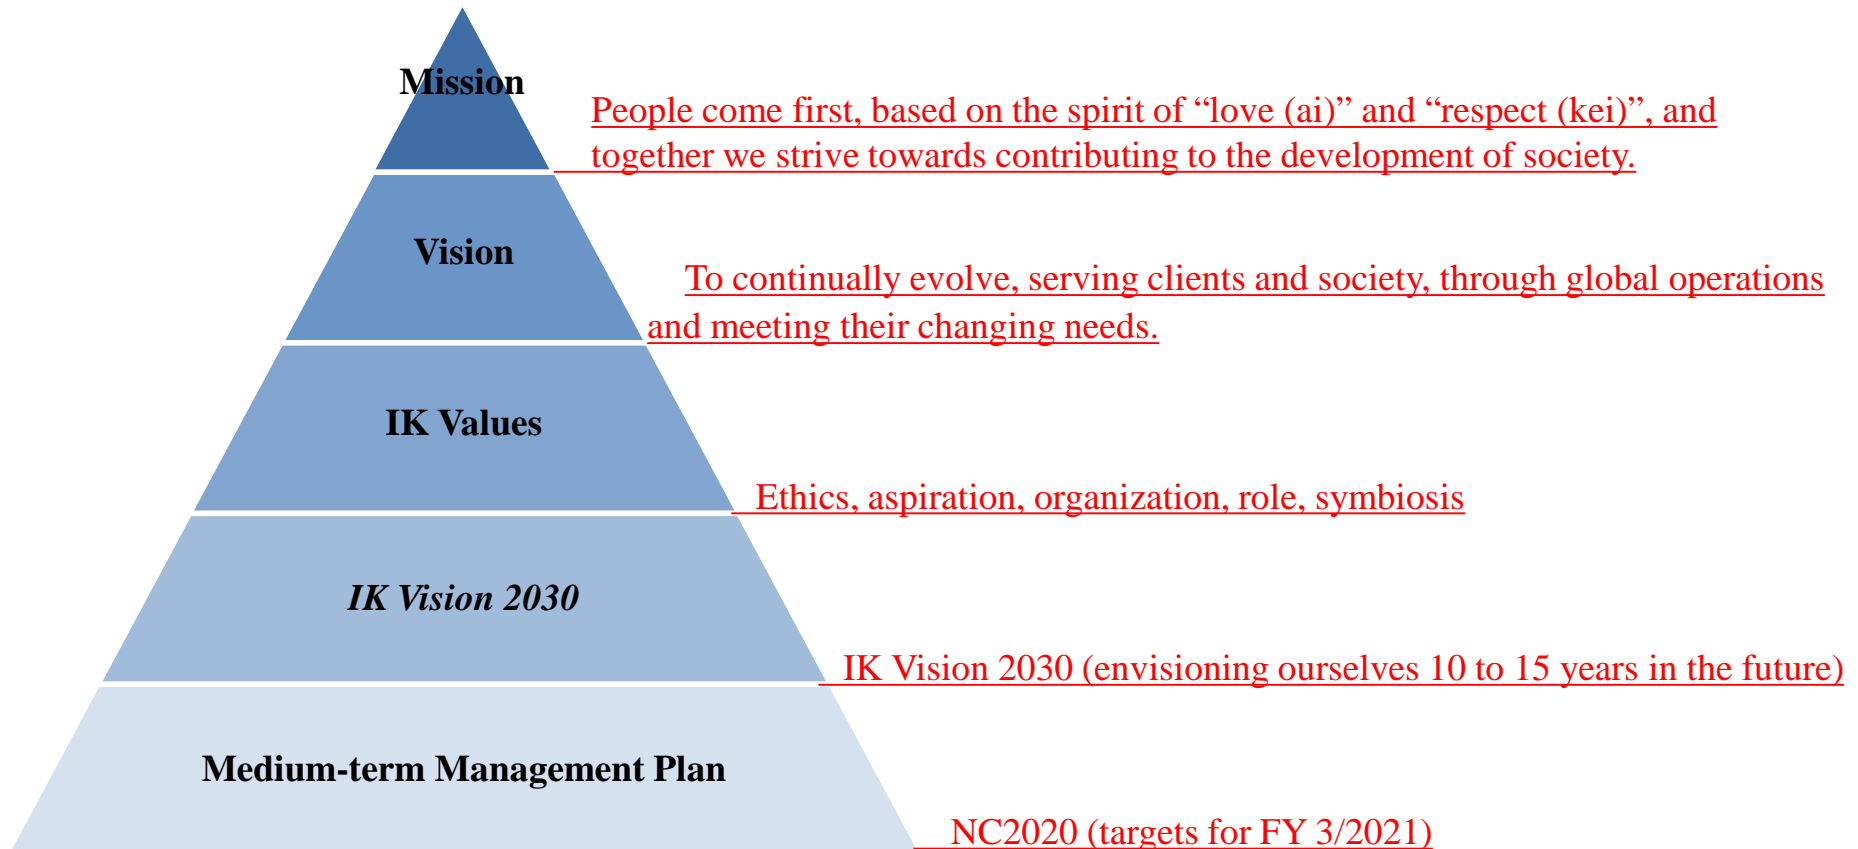 Mission
People come first, based on the spirit of “love (ai)” and “respect (kei)”, and
together we strive towards contributing to the development of society.
Vision
To continually evolve, serving clients and society, through global operations
and meeting their changing needs.
IK Values
Ethics, aspiration, organization, role, symbiosis
IK Vision 2030
IK Vision 2030 (envisioning ourselves 10 to 15 years in the future)
Medium-term Management Plan
NC2020 (targets for FY 3/2021)